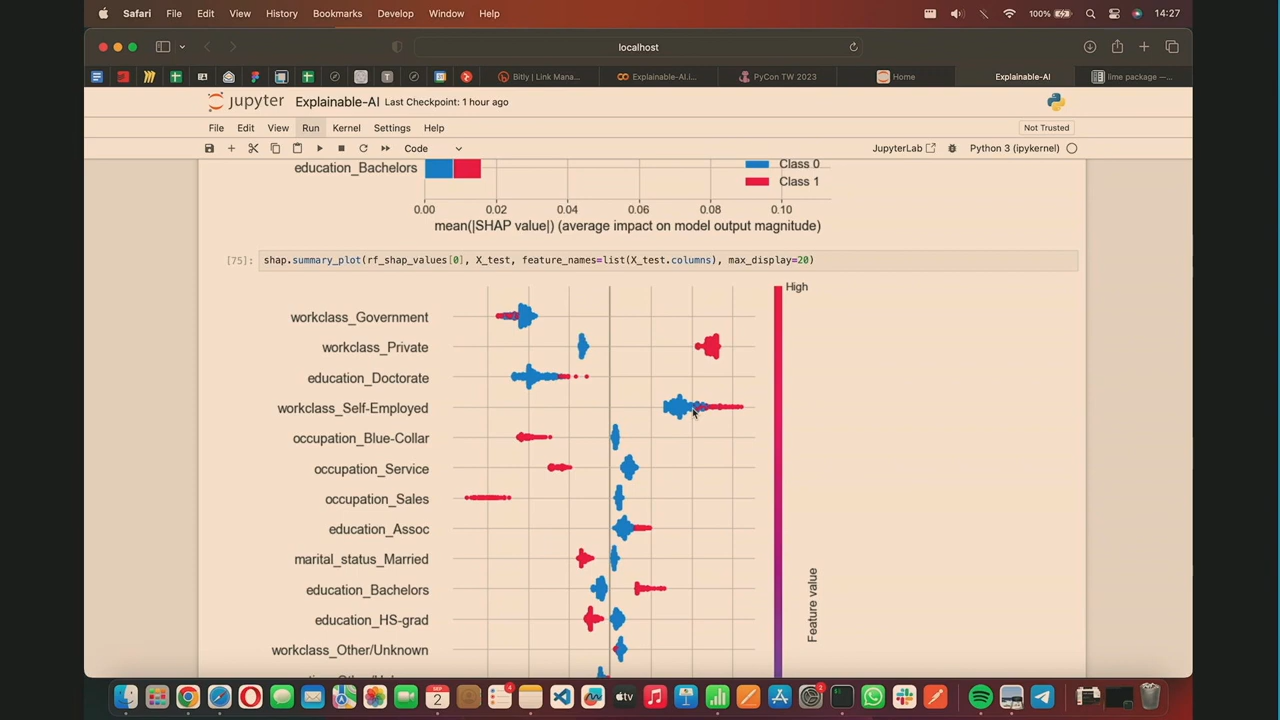 Safari File Edit View History Bookmarks Develop Window Help 100% 14:27
localhost
Bitly | Link Mana... Explainable-AI.i... PyCon TW 2023 Home Explainable-AI lime package —...
jupyter Explainable-AI Last Checkpoint: 1 hour ago
File Edit View Run Kernel Settings Help Not Trusted
Code JupyterLab Python 3 (ipykernel)
education_Bachelors
Class 0
Class 1
0.00 0.02 0.04 0.06 0.08 0.10
mean(|SHAP value|) (average impact on model output magnitude)
[75]: shap.summary_plot(rf_shap_values[0], X_test, feature_names=list(X_test.columns), max_display=20)
High
workclass_Government
workclass_Private
education_Doctorate
workclass_Self-Employed
occupation_Blue-Collar
occupation_Service
occupation_Sales
education_Assoc
marital_status_Married
education_Bachelors
education_HS-grad
workclass_Other/Unknown
Feature value
SEP
2